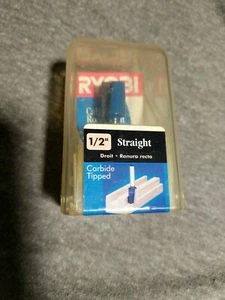 RYOBI
1/2" Straight
Droit • Ranura recta
Carbide
Tipped